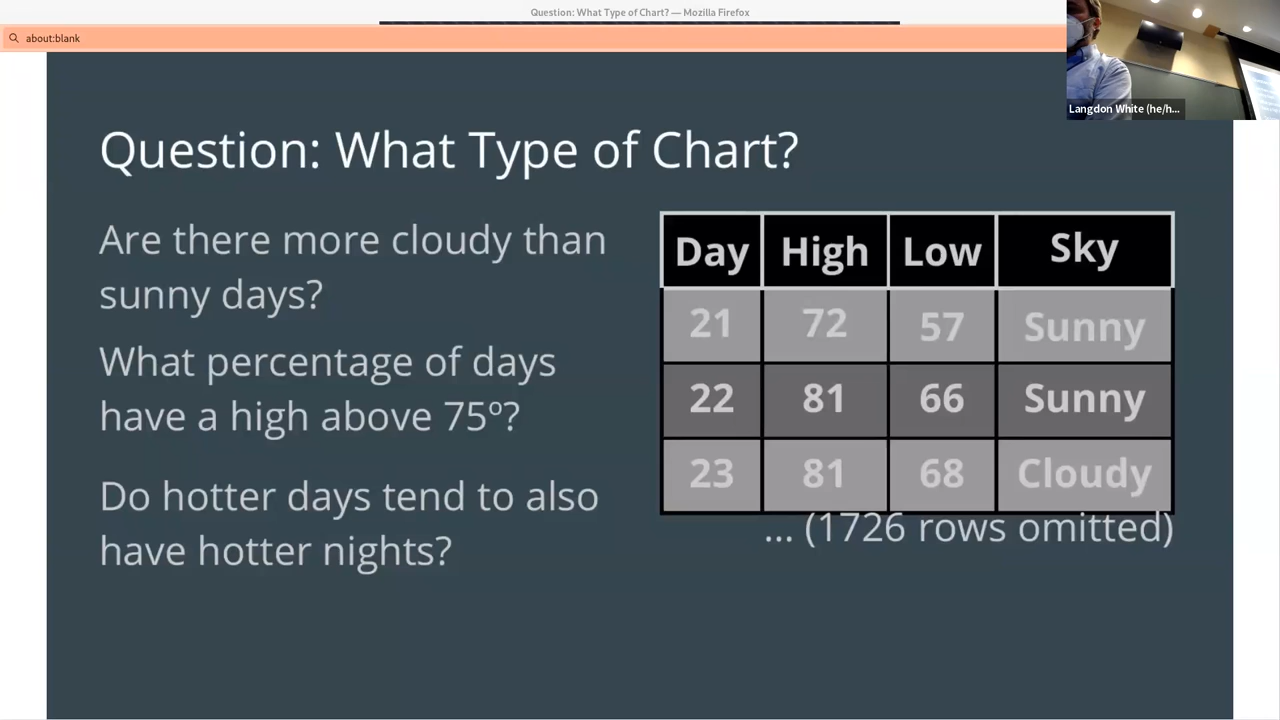 Question: What Type of Chart? — Mozilla Firefox
about:blank
Langdon White (he/h...
Question: What Type of Chart?
Are there more cloudy than
sunny days?
What percentage of days
have a high above 75º?
Do hotter days tend to also
have hotter nights?
Day High Low Sky
21 72 57 Sunny
22 81 66 Sunny
23 81 68 Cloudy
... (1726 rows omitted)